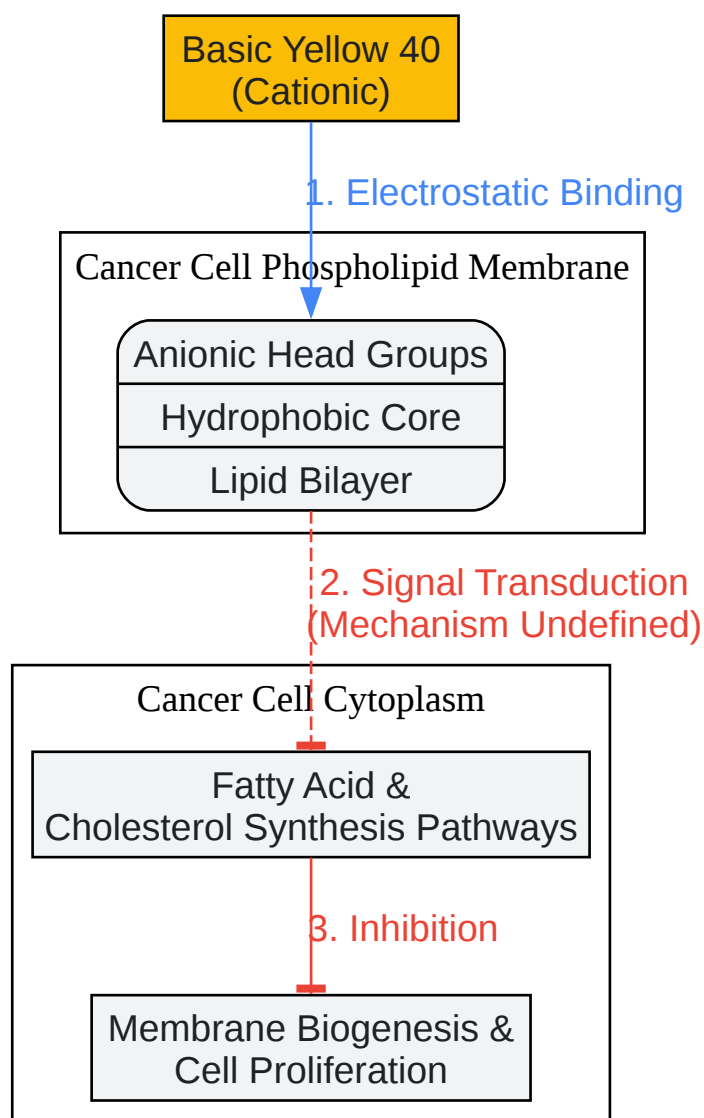 Basic Yellow 40
(Cationic)
1. Electrostatic Binding
Cancer Cell Phospholipid Membrane
Anionic Head Groups
Hydrophobic Core
Lipid Bilayer
2. Signal Transduction
(Mechanism Undefined)
Cancer Cell Cytoplasm
Fatty Acid &
Cholesterol Synthesis Pathways
3. Inhibition
Membrane Biogenesis &
Cell Proliferation